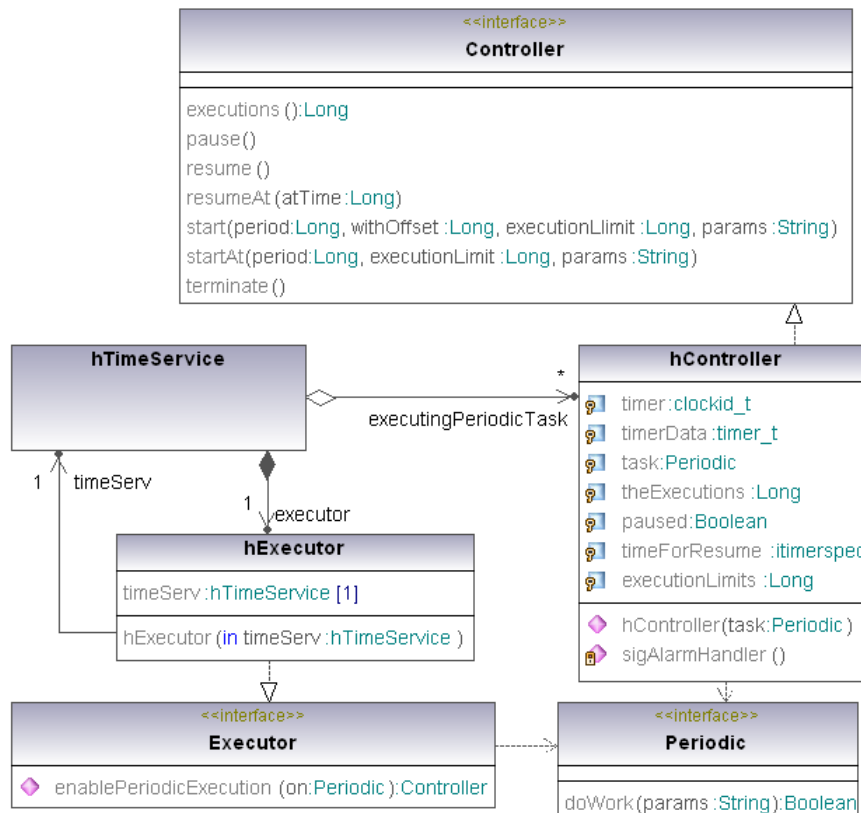 <<interface>>
Controller
executions ():Long
pause()
resume ()
resumeAt (atTime:Long)
start(period:Long, withOffset :Long, executionLlimit :Long, params :String)
startAt(period:Long, executionLimit :Long, params :String)
terminate()
hTimeService
*
executingPeriodicTask
hController
timer:clockid_t
timerData :timer_t
task:Periodic
theExecutions :Long
paused:Boolean
timeForResume :itimerspec
executionLimits :Long
hController(task:Periodic )
sigAlarmHandler ()
1 timeServ
1 executor
hExecutor
timeServ:hTimeService [1]
hExecutor (in timeServ:hTimeService )
<<interface>>
Executor
enablePeriodicExecution (on:Periodic ):Controller
<<interface>>
Periodic
doWork(params :String):Boolean